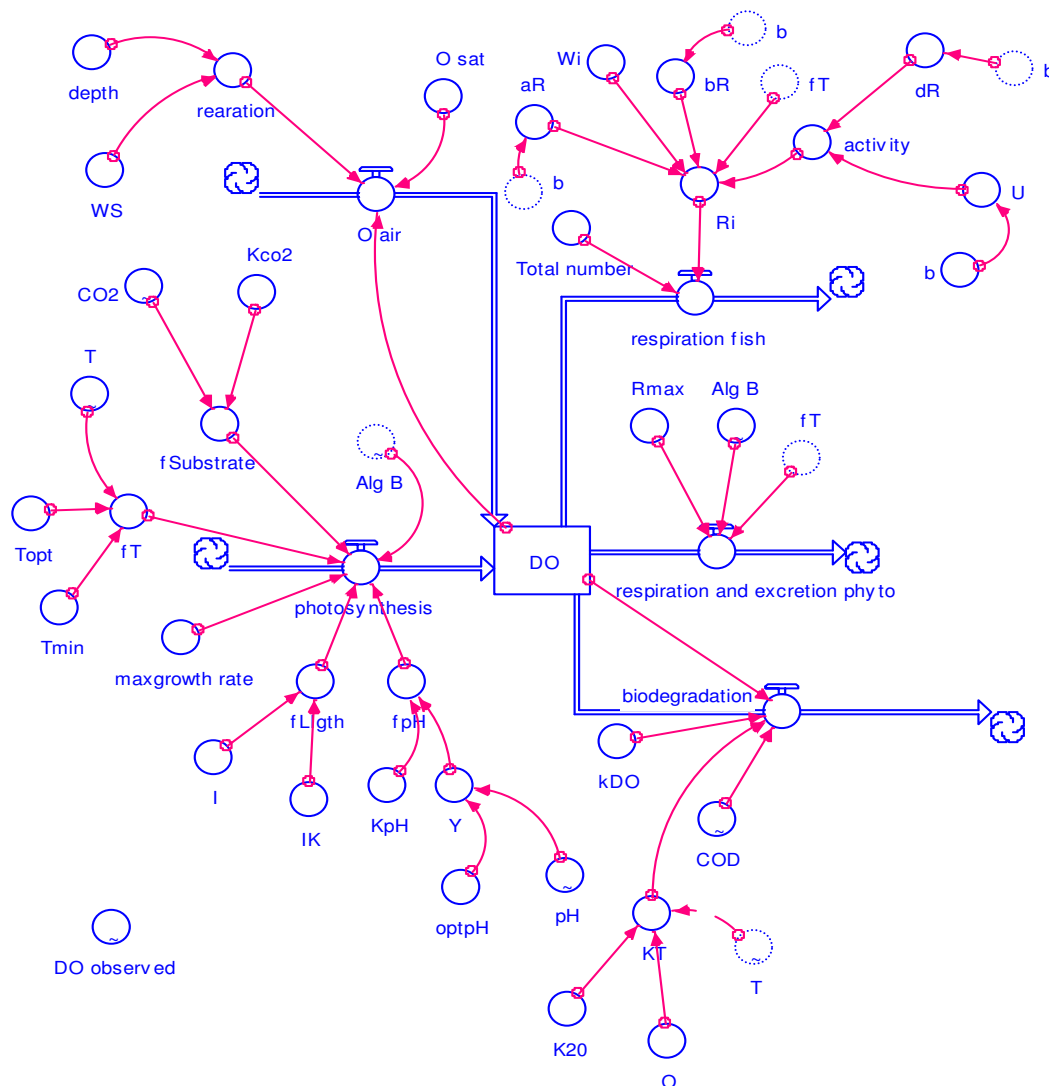 depth
rearation
WS
O sat
O air
Wi
b
bR
fT
aR
b
dR
b
activity
U
b
Ri
Total number
respiration fish
CO2
Kco2
T
fSubstrate
Alg B
Topt
fT
Tmin
photosynthesis
maxgrowth rate
fLigth
fpH
I
IK
KpH
Y
optpH
pH
DO
Rmax
Alg B
fT
respiration and excretion phyto
biodegradation
kDO
COD
KT
T
K20
O
DO observed